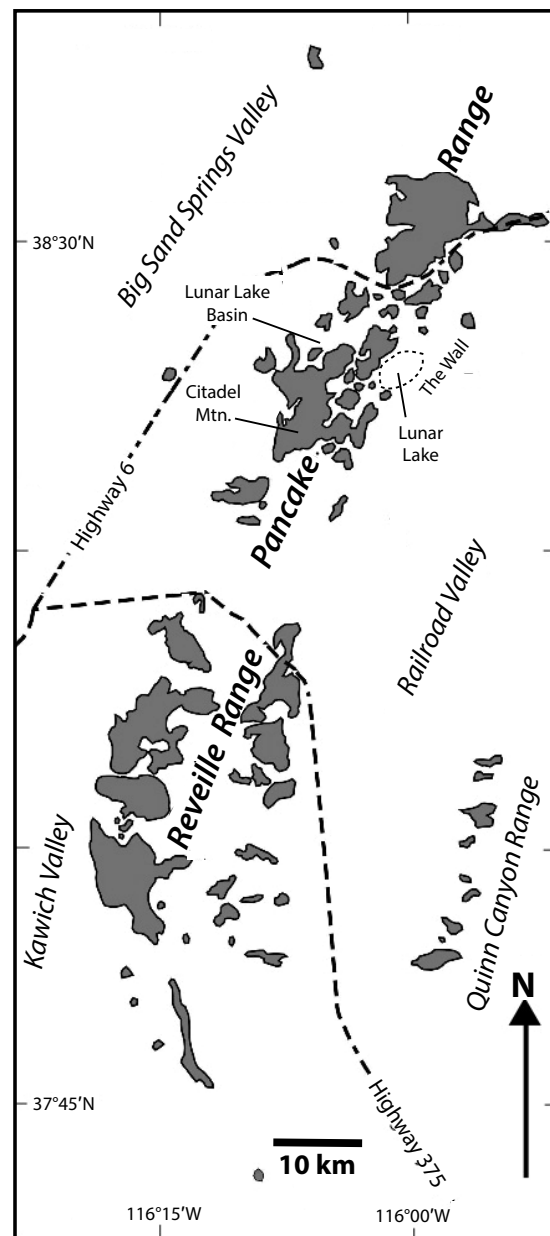 Big Sand Springs Valley
Range
38°30′N
Lunar Lake
Basin
The Wall
Citadel
Mtn.
Lunar
Lake
Highway 6
Pancake
Railroad Valley
Reveille Range
Kawich Valley
Quinn Canyon Range
N
37°45′N
Highway 375
10 km
116°15′W
116°00′W